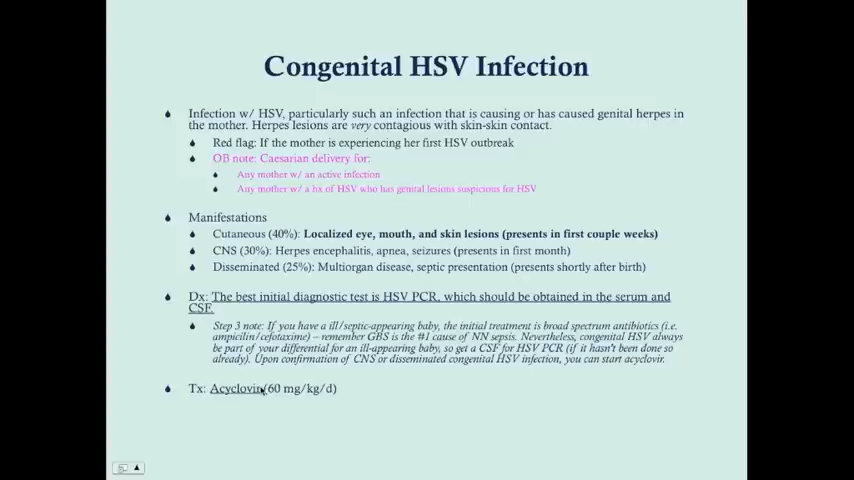 Congenital HSV Infection
Infection w/ HSV, particularly such an infection that is causing or has caused genital herpes in
the mother. Herpes lesions are very contagious with skin-skin contact.
Red flag: If the mother is experiencing her first HSV outbreak
OB note: Caesarian delivery for:
Any mother w/ an active infection
Any mother w/ a hx of HSV who has genital lesions suspicious for HSV
Manifestations
Cutaneous (40%): Localized eye, mouth, and skin lesions (presents in first couple weeks)
CNS (30%): Herpes encephalitis, apnea, seizures (presents in first month)
Disseminated (25%): Multiorgan disease, septic presentation (presents shortly after birth)
Dx: The best initial diagnostic test is HSV PCR, which should be obtained in the serum and
CSF.
Step 3 note: If you have a ill/septic-appearing baby, the initial treatment is broad spectrum antibiotics (i.e.
ampicilin/cefotaxime) – remember GBS is the #1 cause of NN sepsis. Nevertheless, congenital HSV always
be part of your differential for an ill-appearing baby, so get a CSF for HSV PCR (if it hasn't been done so
already). Upon confirmation of CNS or disseminated congenital HSV infection, you can start acyclovir.
Tx: Acyclovir (60 mg/kg/d)